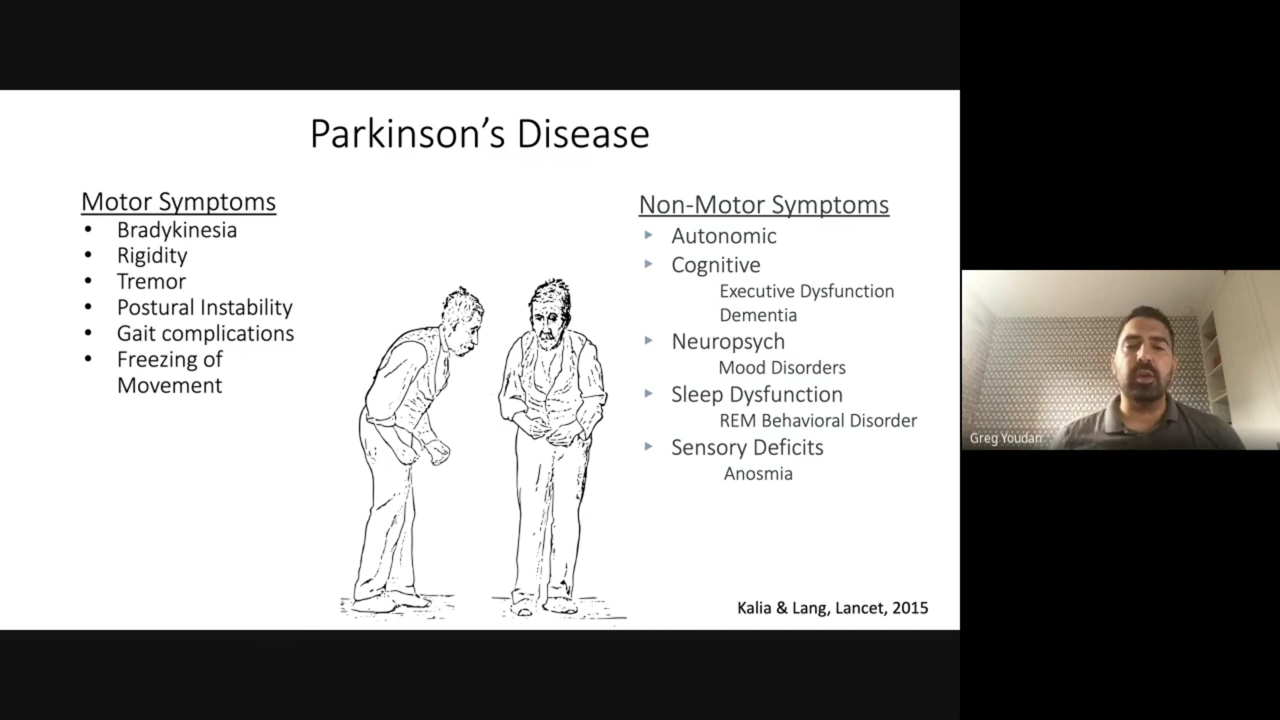 Parkinson’s Disease
Motor Symptoms
• Bradykinesia
• Rigidity
• Tremor
• Postural Instability
• Gait complications
• Freezing of
Movement
Non-Motor Symptoms
▸ Autonomic
▸ Cognitive
Executive Dysfunction
Dementia
▸ Neuropsych
Mood Disorders
▸ Sleep Dysfunction
REM Behavioral Disorder
▸ Sensory Deficits
Anosmia
Kalia & Lang, Lancet, 2015
Greg Youdan